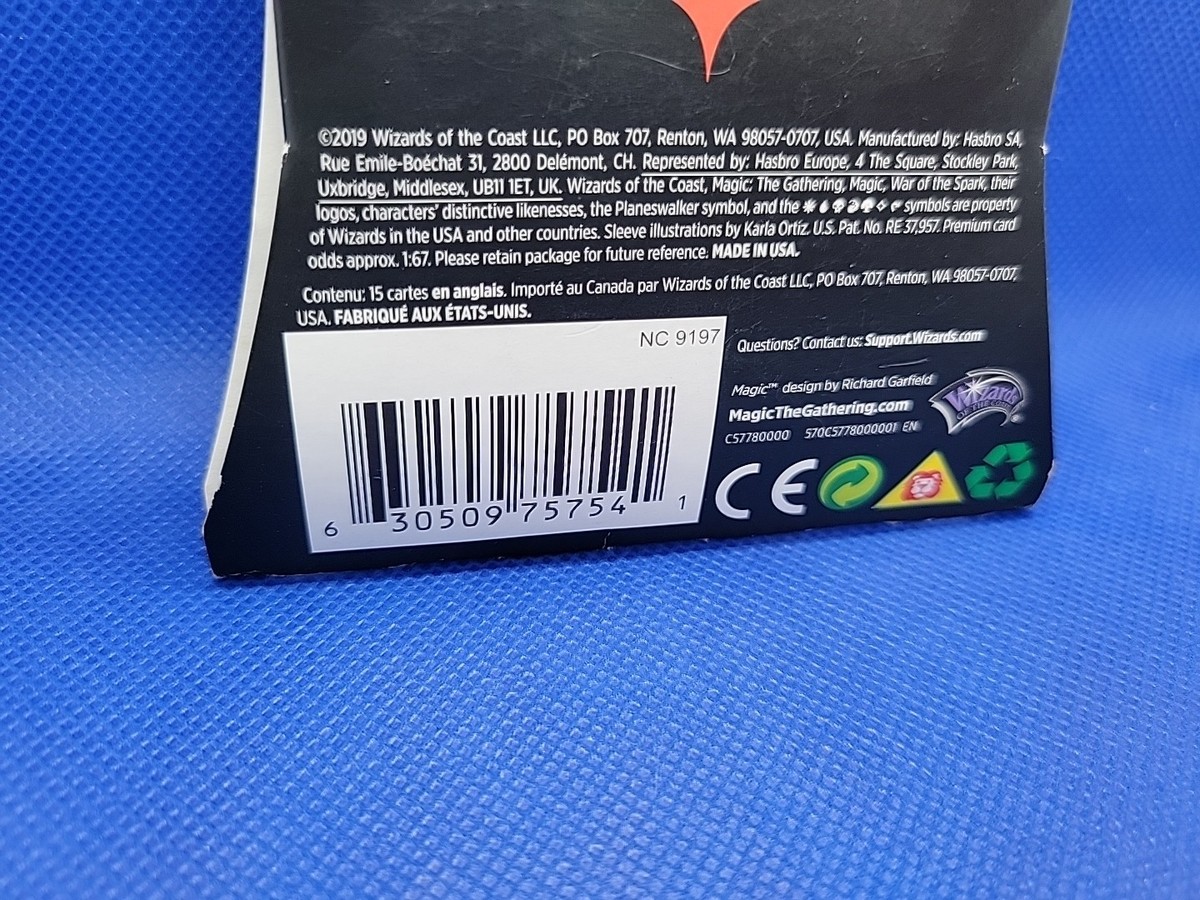 ©2019 Wizards of the Coast LLC, PO Box 707, Renton, WA 98057-0707, USA. Manufactured by: Hasbro SA,
Rue Emile-Boéchat 31, 2800 Delémont, CH. Represented by: Hasbro Europe, 4 The Square, Stockley Park,
Uxbridge, Middlesex, UB11 1ET, UK. Wizards of the Coast, Magic: The Gathering, Magic, War of the Spark, their
logos, characters' distinctive likenesses, the Planeswalker symbol, and the symbols are property
of Wizards in the USA and other countries. Sleeve illustrations by Karla Ortiz. U.S. Pat. No. RE 37,957. Premium card
odds approx. 1:67. Please retain package for future reference. MADE IN USA.
Contenu: 15 cartes en anglais. Importé au Canada par Wizards of the Coast LLC, PO Box 707, Renton, WA 98057-0707,
USA. FABRIQUÉ AUX ÉTATS-UNIS.
NC 9197
6 30509 75754 1
Questions? Contact us: Support.Wizards.com
Magic™ design by Richard Garfield
MagicTheGathering.com
C57780000 570C5778000001 EN
Wizards
OF THE COAST
CE